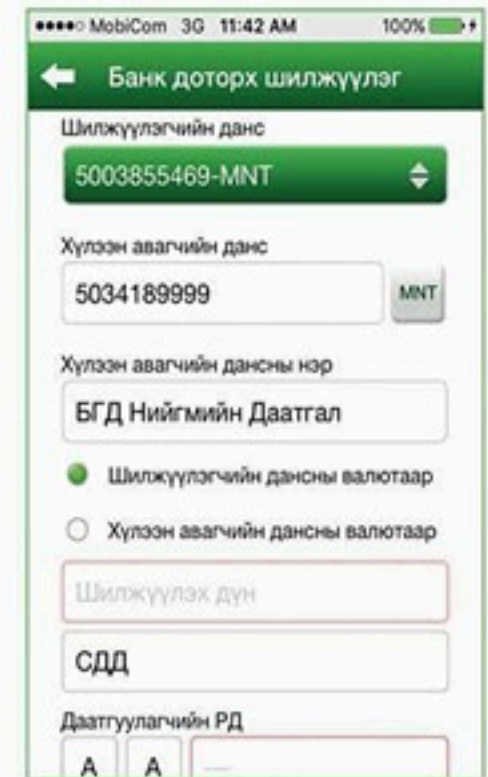 MobiCom 3G 11:42 AM 100%
Банк доторх шилжүүлэг
Шилжүүлэгчийн данс
5003855469-MNT
Хүлээн авагчийн данс
5034189999 MNT
Хүлээн авагчийн дансны нэр
БГД Нийгмийн Даатгал
Шилжүүлэгчийн дансны валютаар
Хүлээн авагчийн дансны валютаар
Шилжүүлэх дүн
СДД
Даатгуулагчийн РД
А А ---